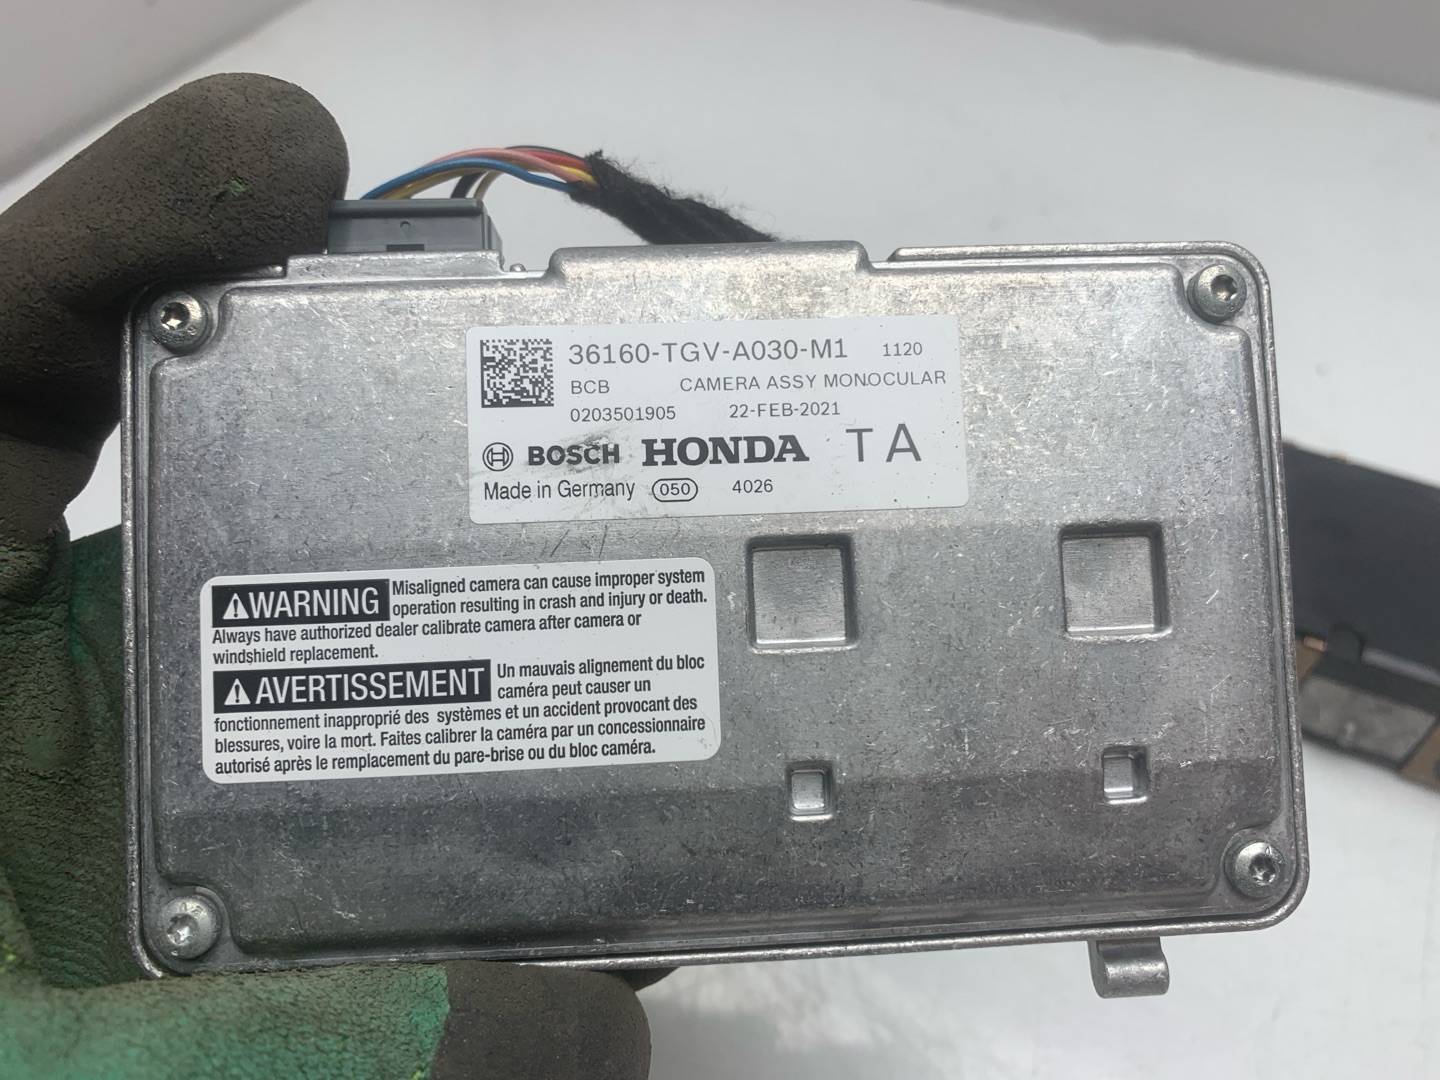 36160-TGV-A030-M1 1120
BCB CAMERA ASSY MONOCULAR
0203501905 22-FEB-2021
BOSCH HONDA TA
Made in Germany 050 4026
WARNING Misaligned camera can cause improper system
operation resulting in crash and injury or death.
Always have authorized dealer calibrate camera after camera or
windshield replacement.
AVERTISSEMENT Un mauvais alignement du bloc
caméra peut causer un
fonctionnement inapproprié des systèmes et un accident provocant des
blessures, voire la mort. Faites calibrer la caméra par un concessionnaire
autorisé après le remplacement du pare-brise ou du bloc caméra.